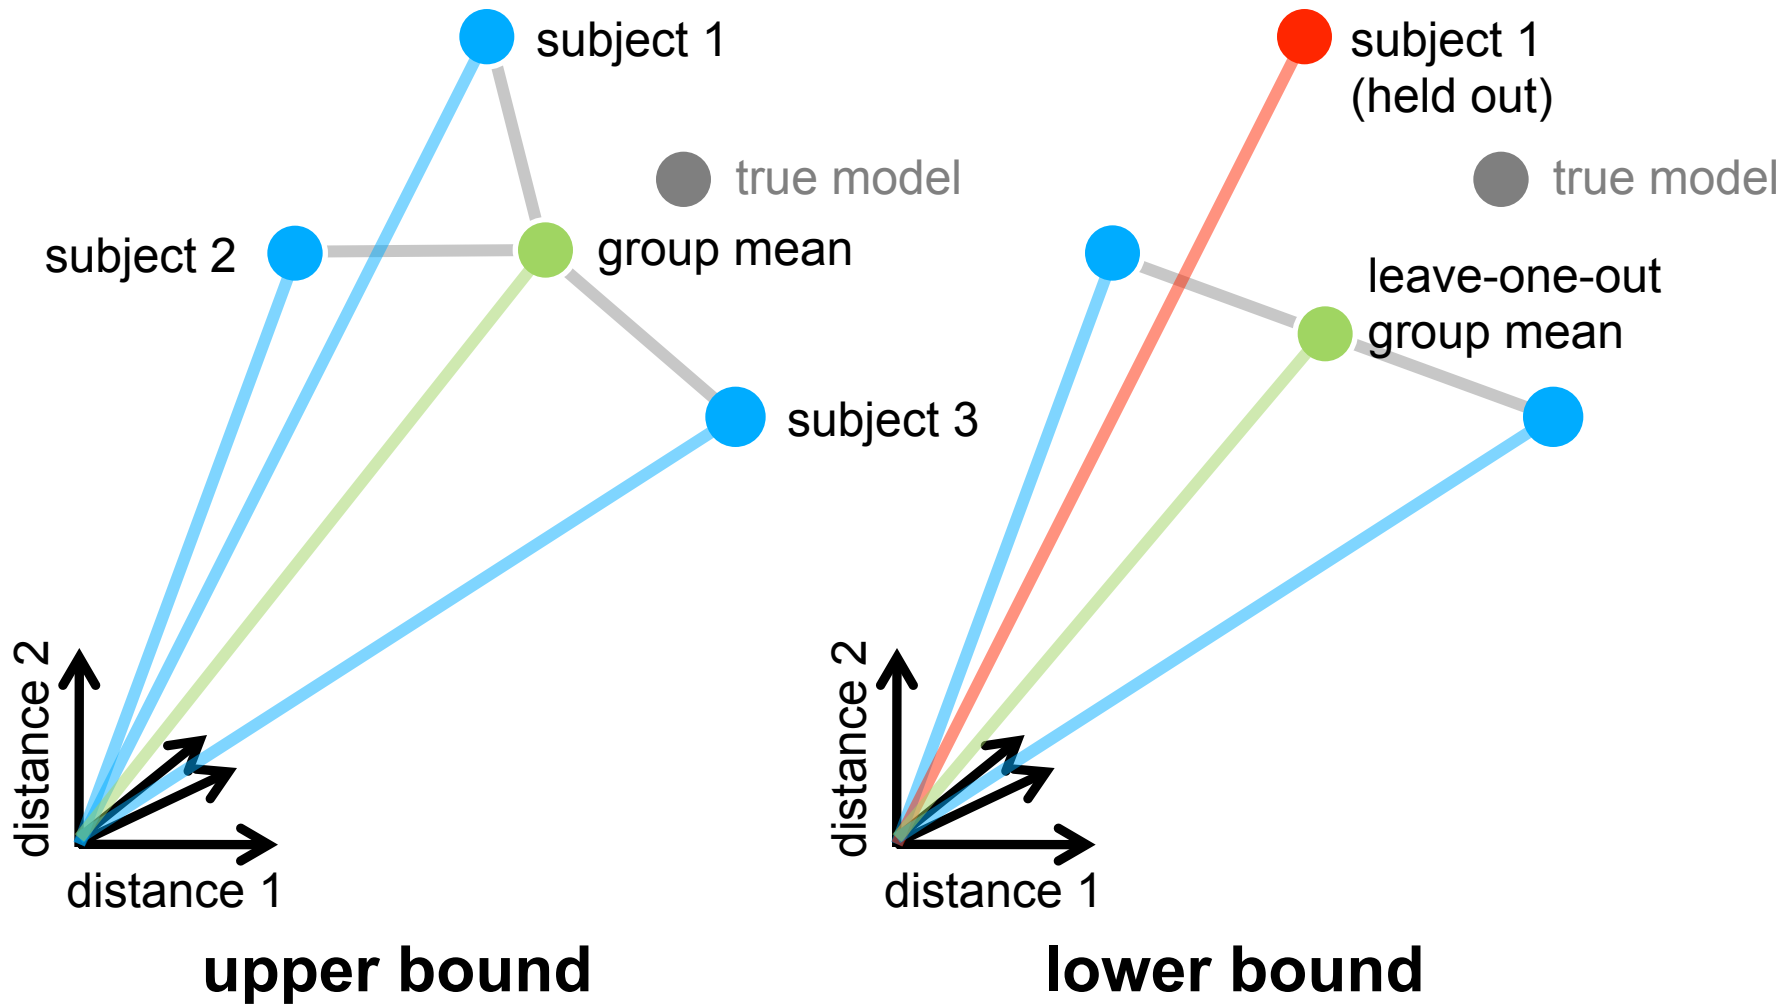 subject 1
true model
subject 2
group mean
subject 3
distance 2
distance 1
upper bound
subject 1
(held out)
true model
leave-one-out
group mean
distance 2
distance 1
lower bound